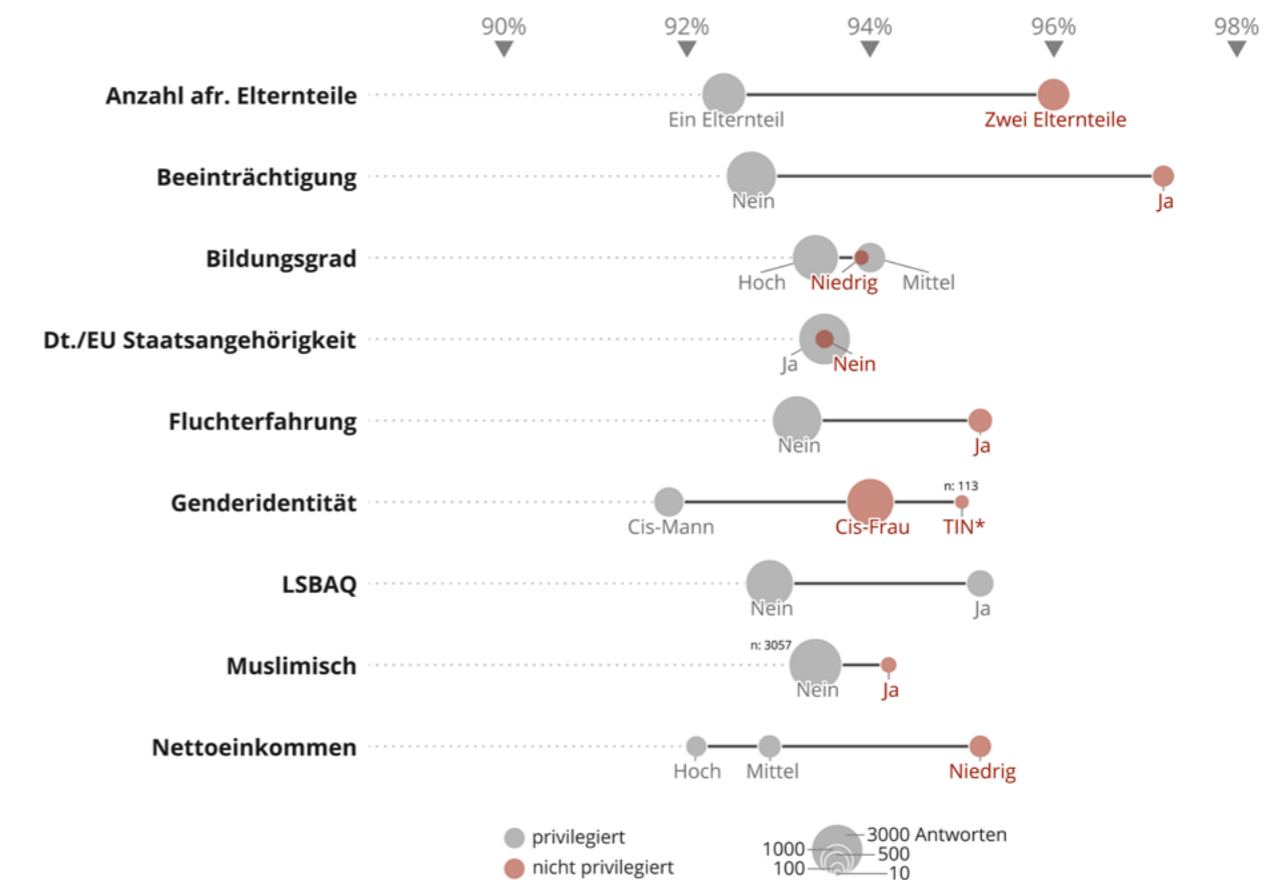 90% 92% 94% 96% 98%
Anzahl afr. Elternteile
Ein Elternteil Zwei Elternteile
Beeinträchtigung
Nein Ja
Bildungsgrad
Hoch Niedrig Mittel
Dt./EU Staatsangehörigkeit
Ja Nein
Fluchterfahrung
Nein Ja
n: 113
Genderidentität
Cis-Mann Cis-Frau TIN*
LSBAQ
Nein Ja
n: 3057
Muslimisch
Nein Ja
Nettoeinkommen
Hoch Mittel Niedrig
privilegiert 3000 Antworten
1000 500
nicht privilegiert 100 10